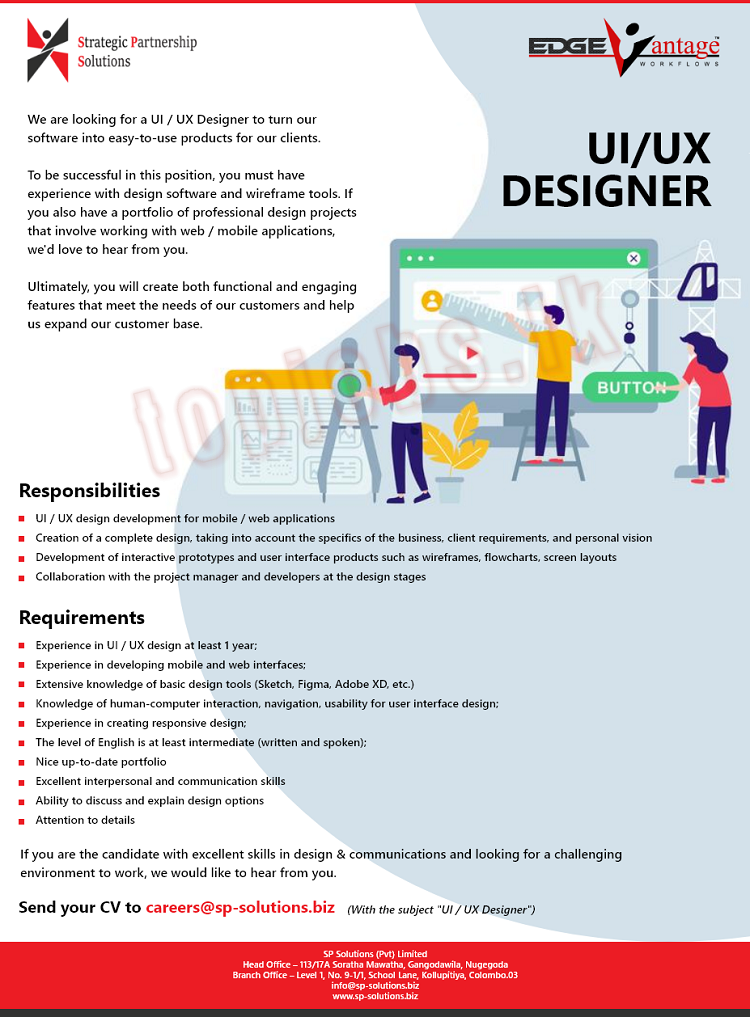 Strategic Partnership
Solutions
EDGE Vantage™
WORKFLOWS
We are looking for a UI / UX Designer to turn our
software into easy-to-use products for our clients.
To be successful in this position, you must have
experience with design software and wireframe tools. If
you also have a portfolio of professional design projects
that involve working with web / mobile applications,
we'd love to hear from you.
Ultimately, you will create both functional and engaging
features that meet the needs of our customers and help
us expand our customer base.
UI/UX
DESIGNER
BUTTON
topjobs.lk
Responsibilities
UI / UX design development for mobile / web applications
Creation of a complete design, taking into account the specifics of the business, client requirements, and personal vision
Development of interactive prototypes and user interface products such as wireframes, flowcharts, screen layouts
Collaboration with the project manager and developers at the design stages
Requirements
Experience in UI / UX design at least 1 year;
Experience in developing mobile and web interfaces;
Extensive knowledge of basic design tools (Sketch, Figma, Adobe XD, etc.)
Knowledge of human-computer interaction, navigation, usability for user interface design;
Experience in creating responsive design;
The level of English is at least intermediate (written and spoken);
Nice up-to-date portfolio
Excellent interpersonal and communication skills
Ability to discuss and explain design options
Attention to details
If you are the candidate with excellent skills in design & communications and looking for a challenging
environment to work, we would like to hear from you.
Send your CV to careers@sp-solutions.biz (With the subject "UI / UX Designer")
SP Solutions (Pvt) Limited
Head Office – 113/17A Soratha Mawatha, Gangodawila, Nugegoda
Branch Office – Level 1, No. 9-1/1, School Lane, Kollupitiya, Colombo.03
info@sp-solutions.biz
www.sp-solutions.biz